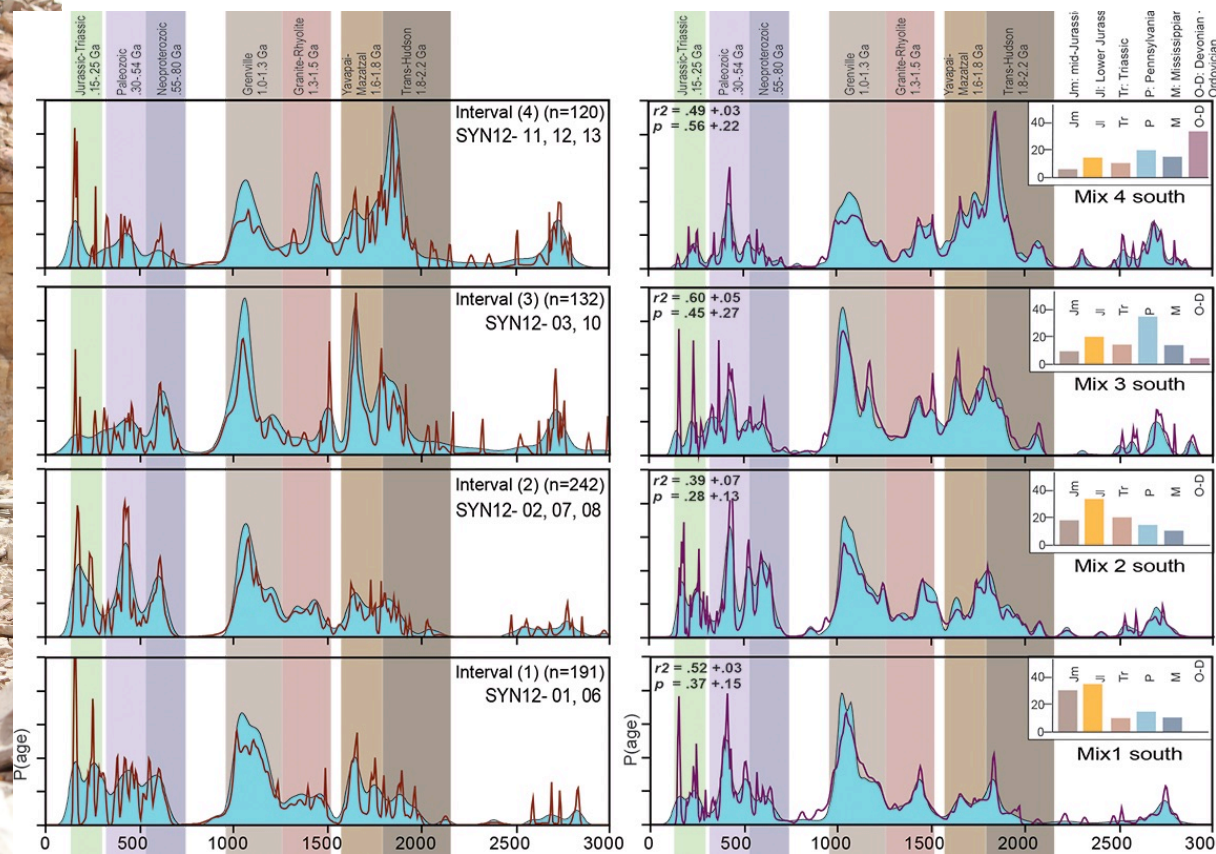 Jurassic-Triassic
.15-.25 Ga
Paleozoic
.30-.54 Ga
Neoproterozoic
.55-.80 Ga
Grenville
1.0-1.3 Ga
Granite-Rhyolite
1.3-1.5 Ga
Yavapai-
Mazatzal
1.6-1.8 Ga
Trans-Hudson
1.8-2.2 Ga
Interval (4) (n=120)
SYN12- 11, 12, 13
Interval (3) (n=132)
SYN12- 03, 10
Interval (2) (n=242)
SYN12- 02, 07, 08
Interval (1) (n=191)
SYN12- 01, 06
P(age)
0 500 1000 1500 2000 2500 3000
Jurassic-Triassic
.15-.25 Ga
Paleozoic
.30-.54 Ga
Neoproterozoic
.55-.80 Ga
Grenville
1.0-1.3 Ga
Granite-Rhyolite
1.3-1.5 Ga
Yavapai-
Mazatzal
1.6-1.8 Ga
Trans-Hudson
1.8-2.2 Ga
Jm: mid-Jurassi
Jl: Lower Jurass
Tr: Triassic
P: Pennsylvania
M: Mississippiar
O-D: Devonian -
Ordovician
r2 = .49 +.03
p = .56 +.22
40
20
0
Jm Jl Tr P M O-D
Mix 4 south
r2 = .60 +.05
p = .45 +.27
40
20
0
Jm Jl Tr P M O-D
Mix 3 south
r2 = .39 +.07
p = .28 +.13
40
20
0
Jm Jl Tr P M O-D
Mix 2 south
r2 = .52 +.03
p = .37 +.15
40
20
0
Jm Jl Tr P M O-D
Mix1 south
P(age)
0 500 1000 1500 2000 2500 300